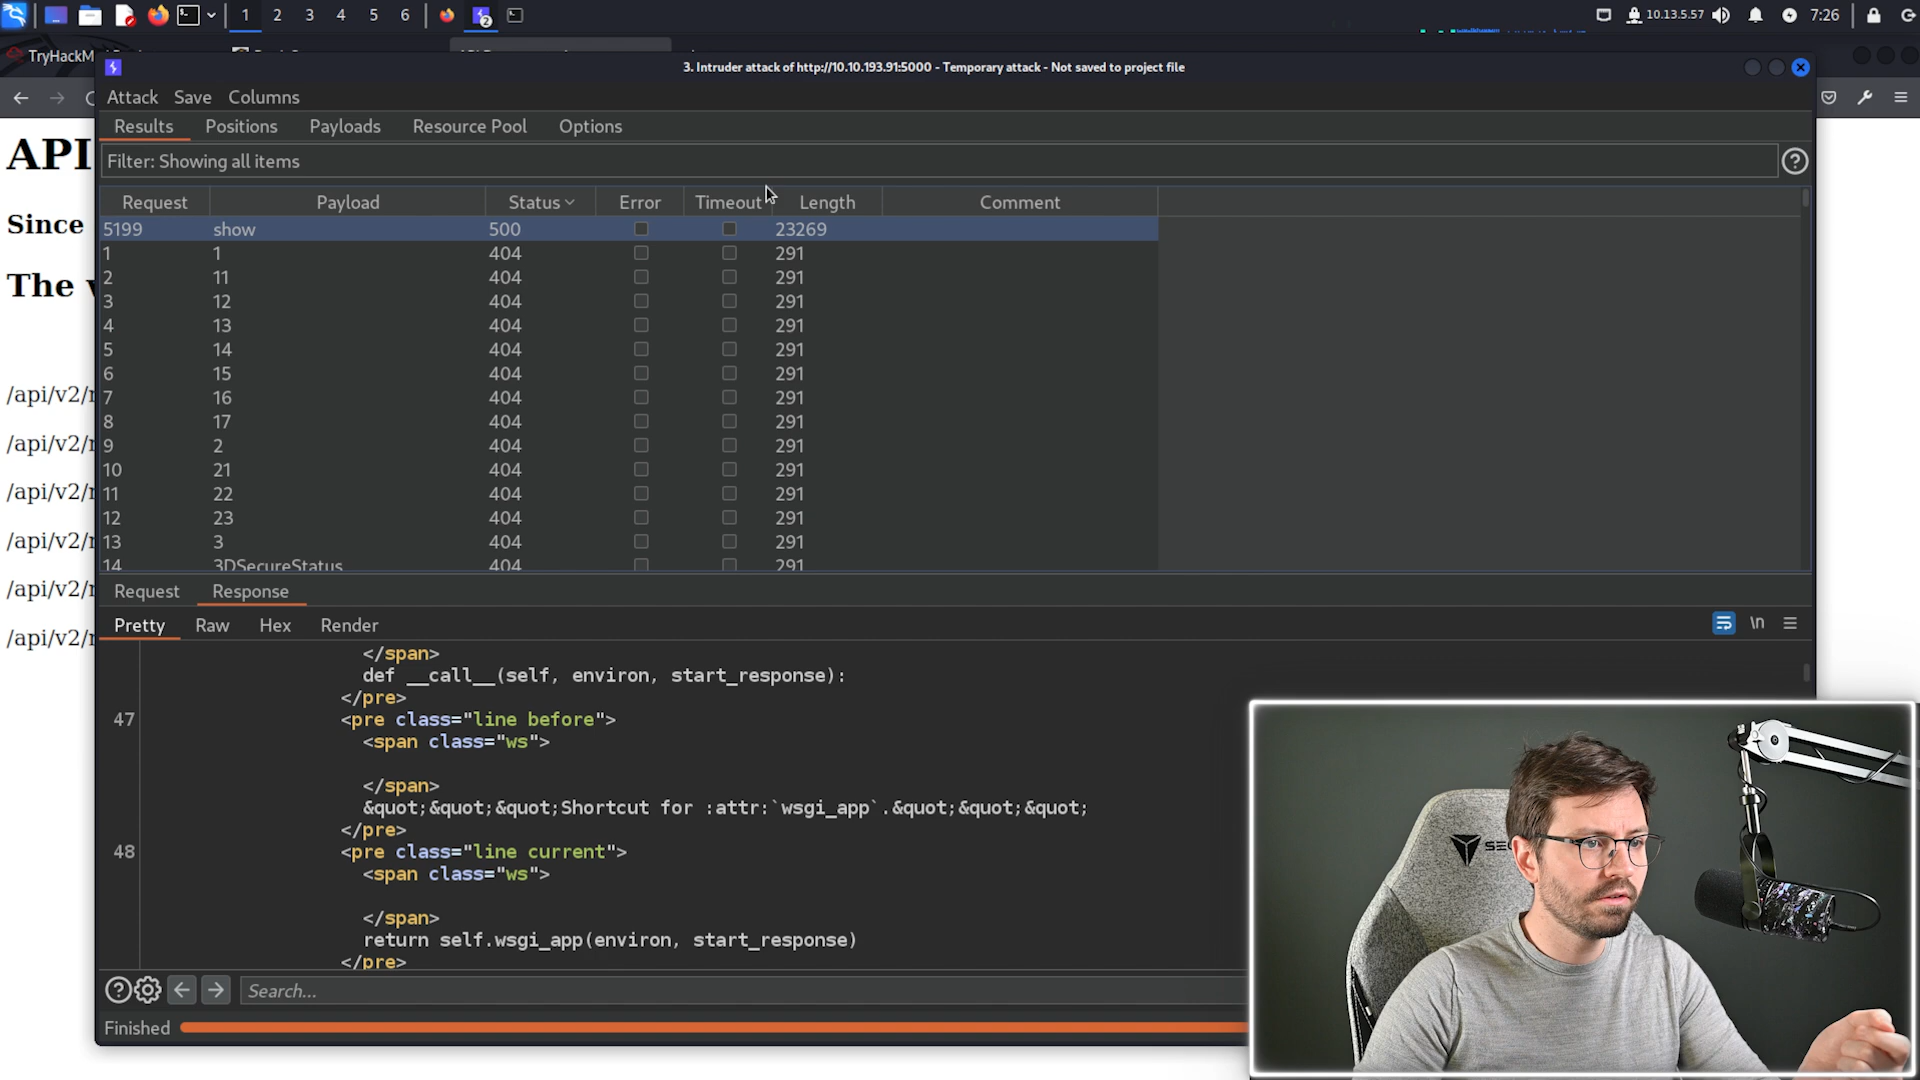 1 2 3 4 5 6 2 10.13.5.57 7:26
TryHackM
3. Intruder attack of http://10.10.193.91:5000 - Temporary attack - Not saved to project file
Attack Save Columns
Results Positions Payloads Resource Pool Options
Filter: Showing all items
Request Payload Status Error Timeout Length Comment
5199 show 500 23269
1 1 404 291
2 11 404 291
3 12 404 291
4 13 404 291
5 14 404 291
6 15 404 291
7 16 404 291
8 17 404 291
9 2 404 291
10 21 404 291
11 22 404 291
12 23 404 291
13 3 404 291
14 3DSecureStatus 404 291
API
Since
The
/api/v2/r
/api/v2/r
/api/v2/r
/api/v2/r
/api/v2/r
/api/v2/r
Request Response
Pretty Raw Hex Render \n
</span>
def __call__(self, environ, start_response):
</pre>
47 <pre class="line before">
<span class="ws">
</span>
&quot;&quot;&quot;Shortcut for :attr:`wsgi_app`.&quot;&quot;&quot;
</pre>
48 <pre class="line current">
<span class="ws">
</span>
return self.wsgi_app(environ, start_response)
</pre>
Search...
Finished